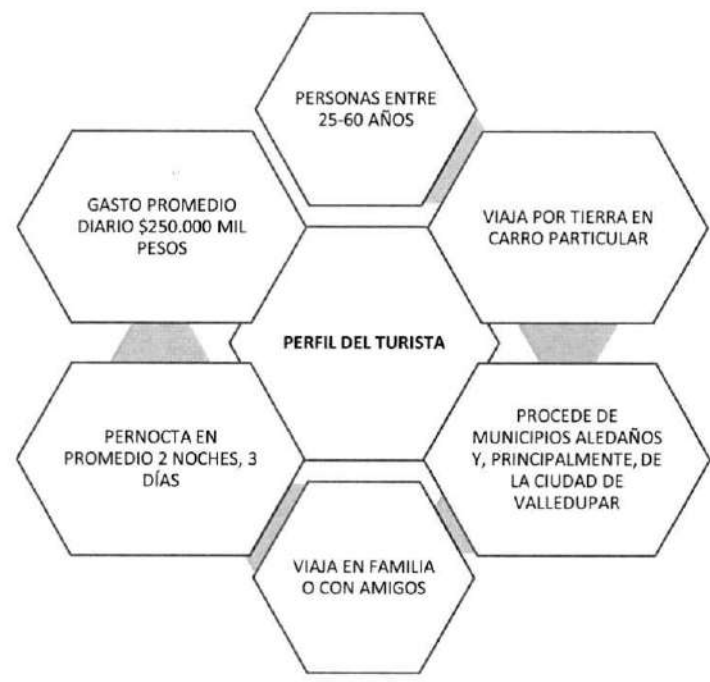 PERSONAS ENTRE
25-60 AÑOS
GASTO PROMEDIO
DIARIO $250.000 MIL
PESOS
VIAJA POR TIERRA EN
CARRO PARTICULAR
PERFIL DEL TURISTA
PERNOCTA EN
PROMEDIO 2 NOCHES, 3
DÍAS
PROCEDE DE
MUNICIPIOS ALEDAÑOS
Y, PRINCIPALMENTE, DE
LA CIUDAD DE
VALLEDUPAR
VIAJA EN FAMILIA
O CON AMIGOS